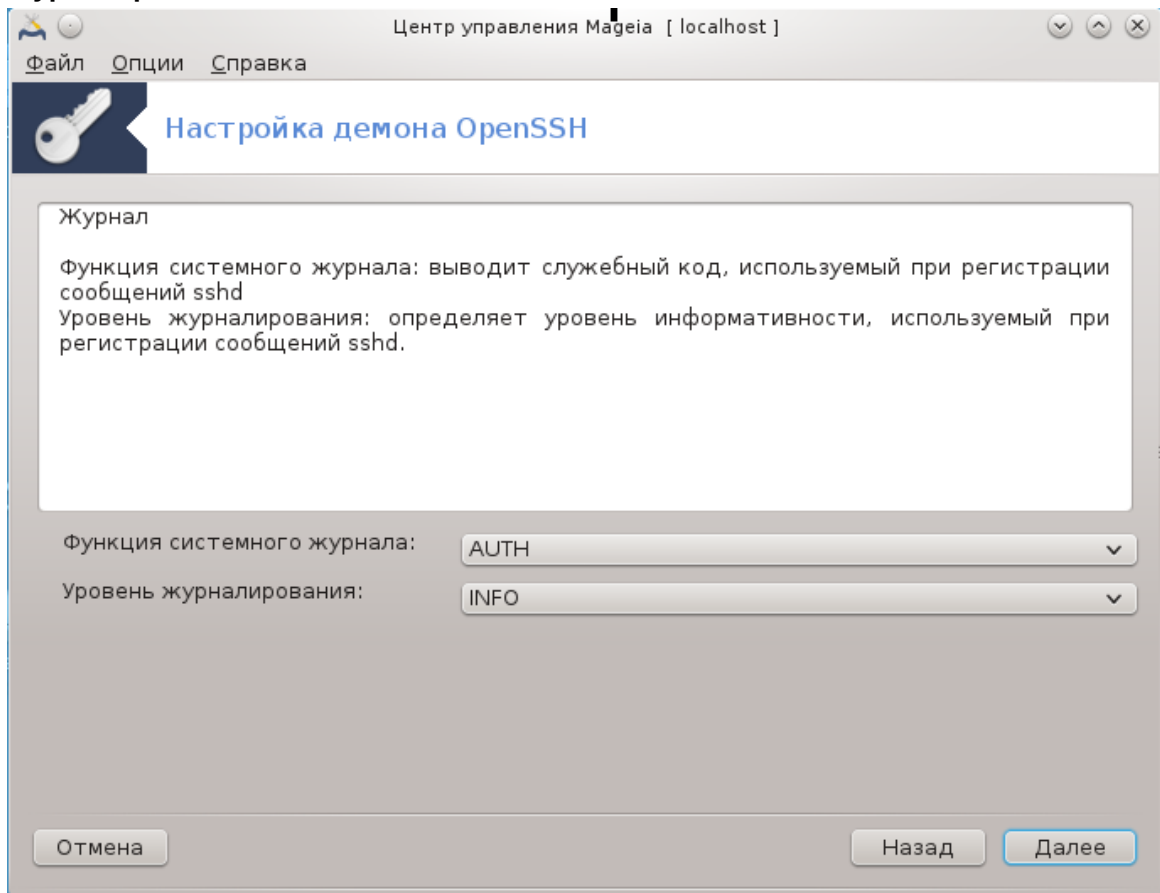 Центр управления Mageia [ localhost ]
Файл Опции Справка
Настройка демона OpenSSH
Журнал
Функция системного журнала: выводит служебный код, используемый при регистрации
сообщений sshd
Уровень журналирования: определяет уровень информативности, используемый при
регистрации сообщений sshd.
Функция системного журнала: AUTH
Уровень журналирования: INFO
Отмена Назад Далее